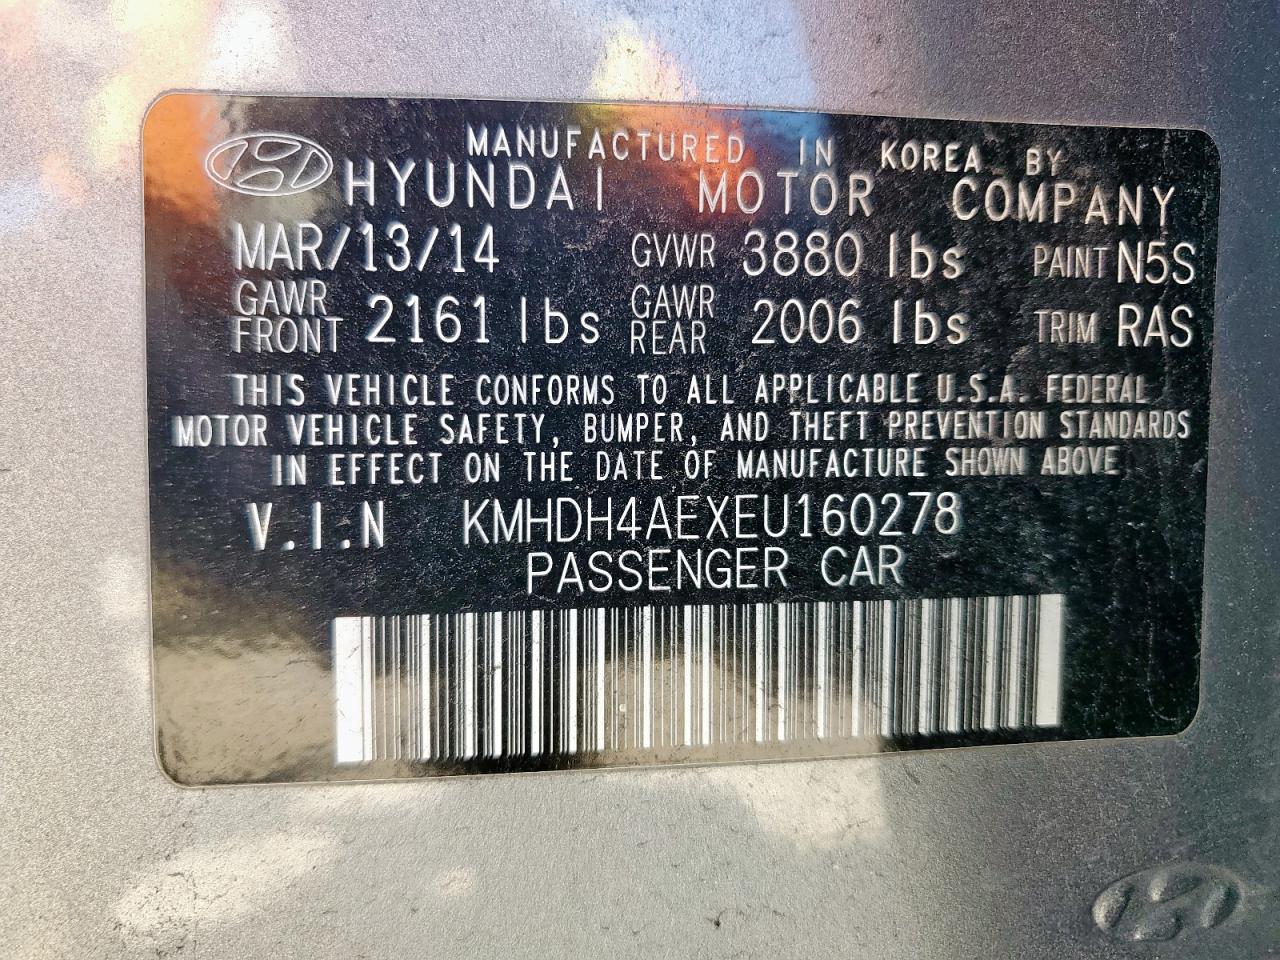 MANUFACTURED IN KOREA BY
HYUNDAI MOTOR COMPANY
MAR/13/14 GVWR 3880 lbs PAINT N5S
GAWR FRONT 2161 lbs GAWR REAR 2006 lbs TRIM RAS
THIS VEHICLE CONFORMS TO ALL APPLICABLE U.S.A. FEDERAL
MOTOR VEHICLE SAFETY, BUMPER, AND THEFT PREVENTION STANDARDS
IN EFFECT ON THE DATE OF MANUFACTURE SHOWN ABOVE
V.I.N KMHDH4AEXEU160278
PASSENGER CAR